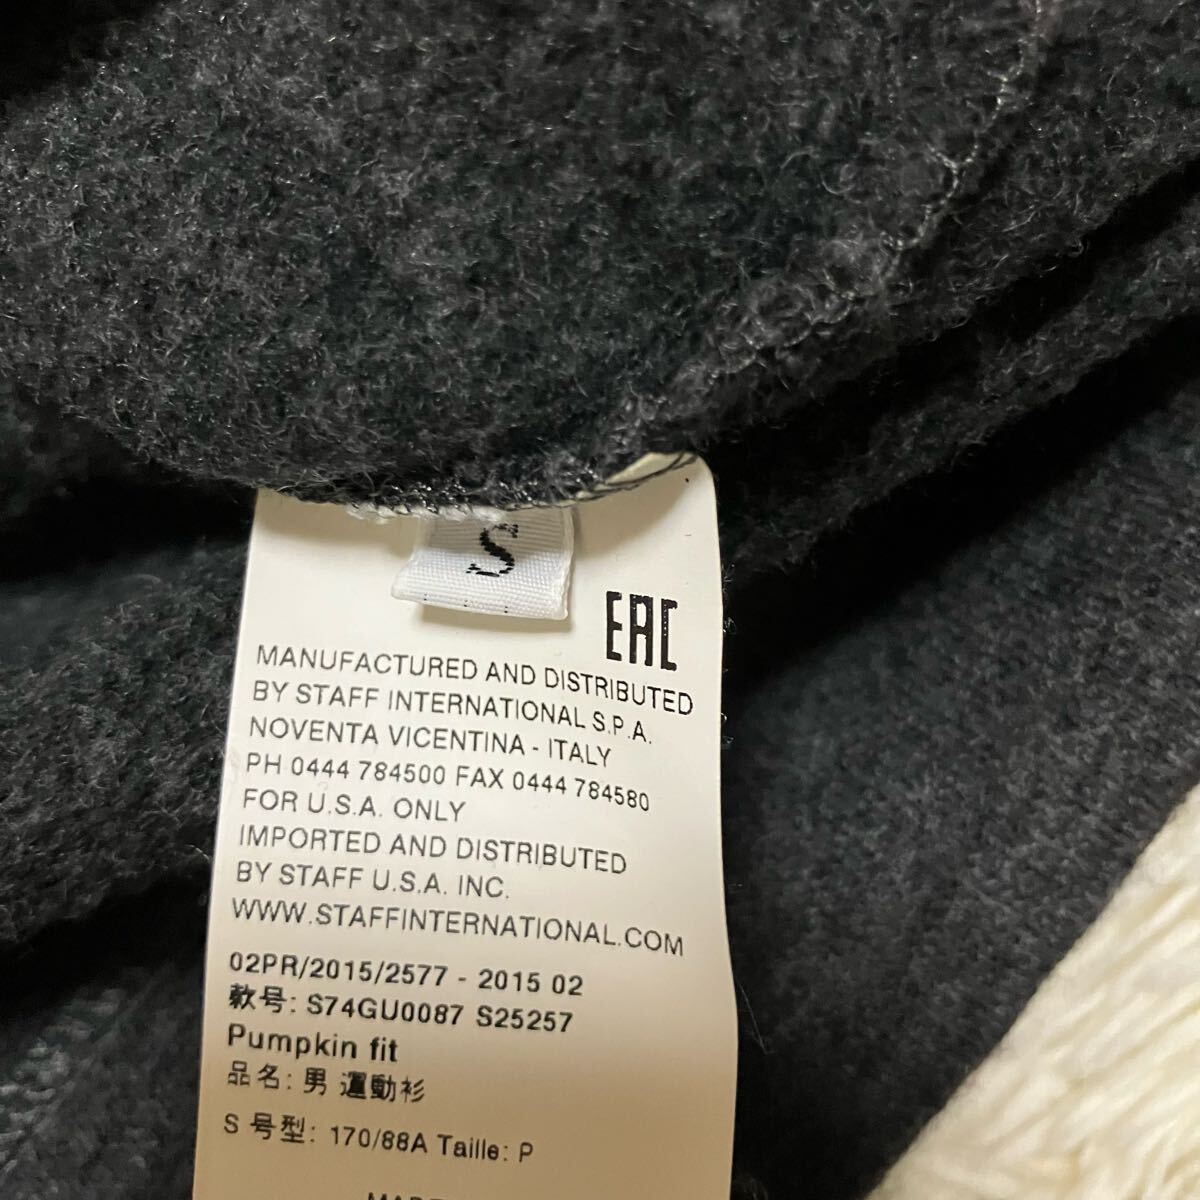 S
EAC
MANUFACTURED AND DISTRIBUTED
BY STAFF INTERNATIONAL S.P.A.
NOVENTA VICENTINA - ITALY
PH 0444 784500 FAX 0444 784580
FOR U.S.A. ONLY
IMPORTED AND DISTRIBUTED
BY STAFF U.S.A. INC.
WWW.STAFFINTERNATIONAL.COM
02PR/2015/2577 - 2015 02
款号: S74GU0087 S25257
Pumpkin fit
品名: 男 運動衫
S 号型: 170/88A Taille: P